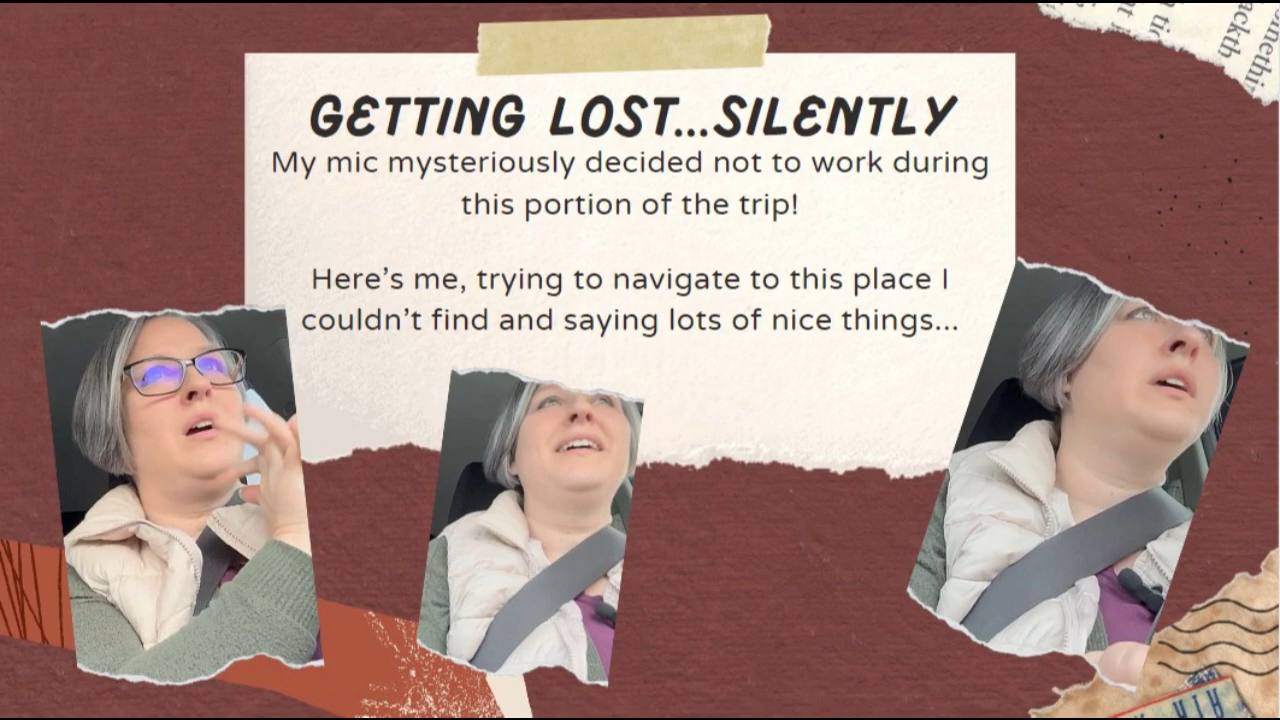 GETTING LOST...SILENTLY
My mic mysteriously decided not to work during
this portion of the trip!
Here's me, trying to navigate to this place I
couldn't find and saying lots of nice things...